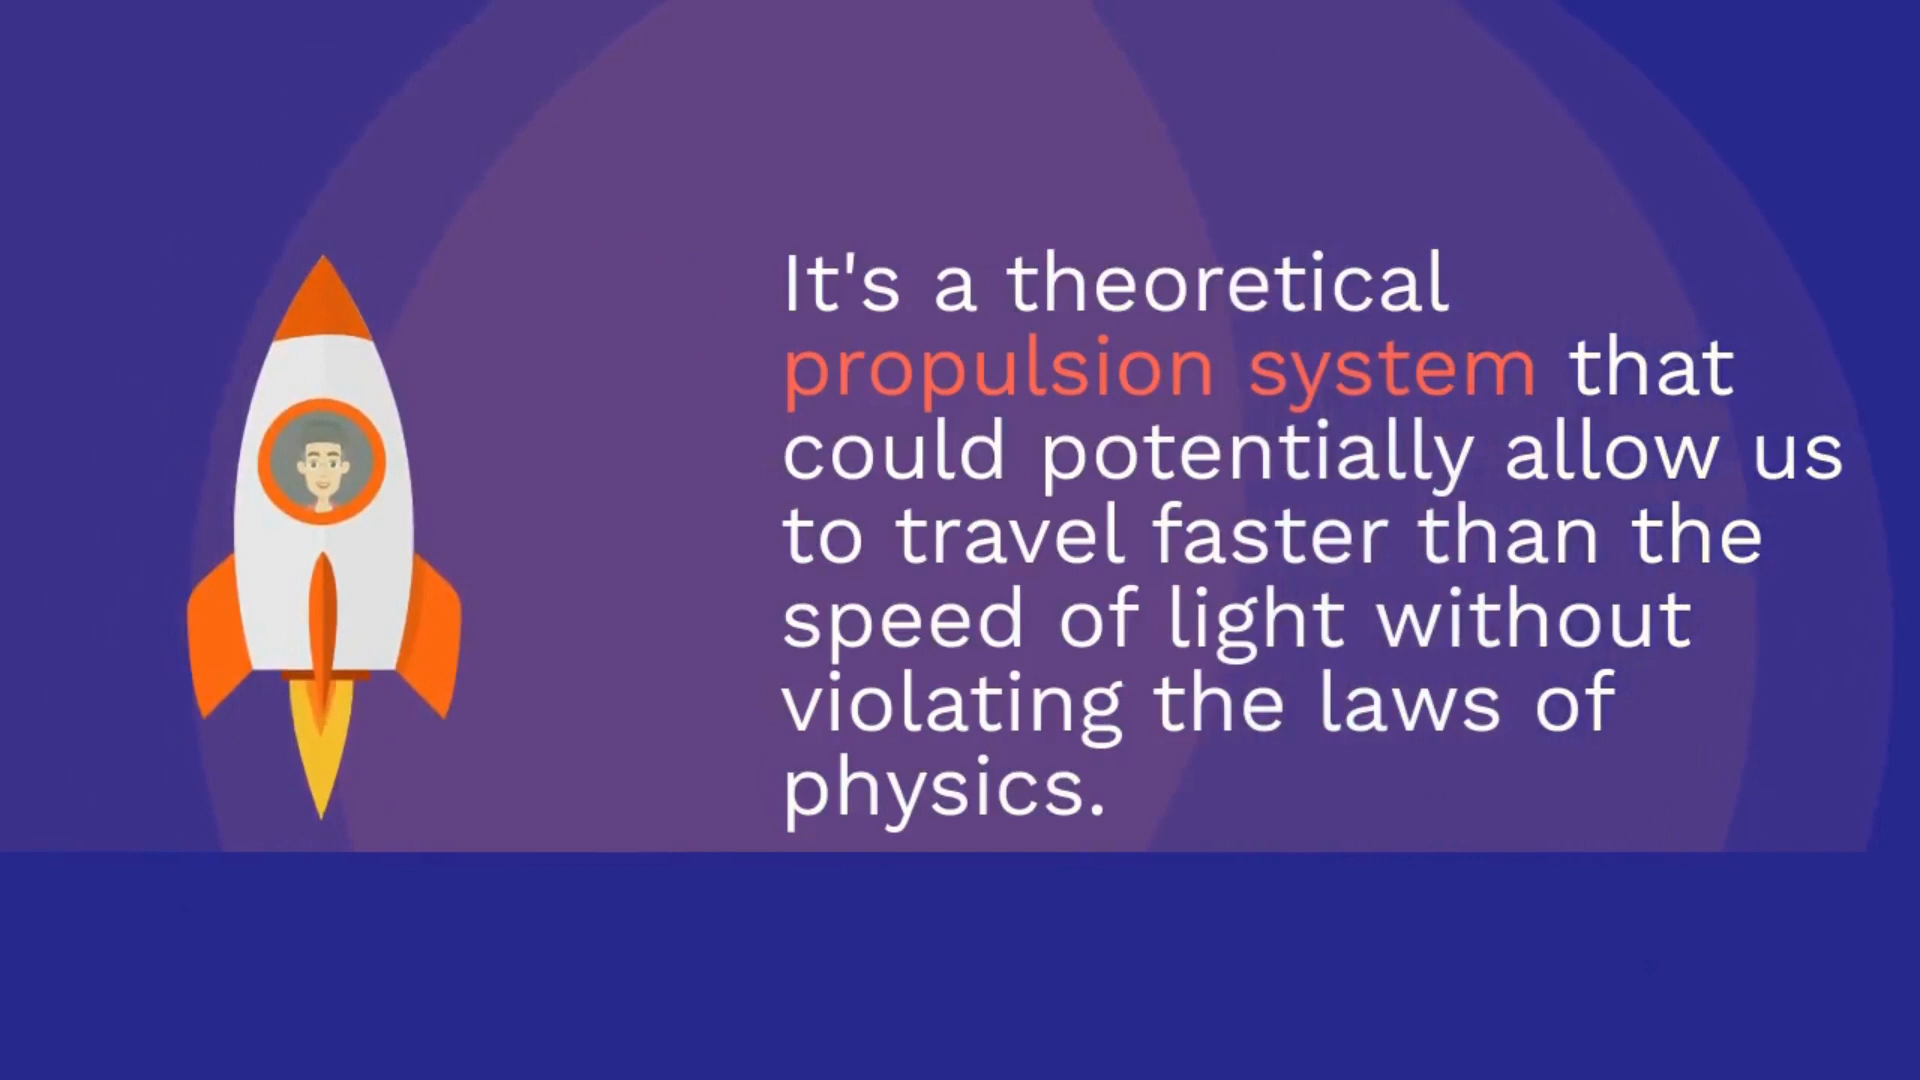 It's a theoretical
propulsion system that
could potentially allow us
to travel faster than the
speed of light without
violating the laws of
physics.